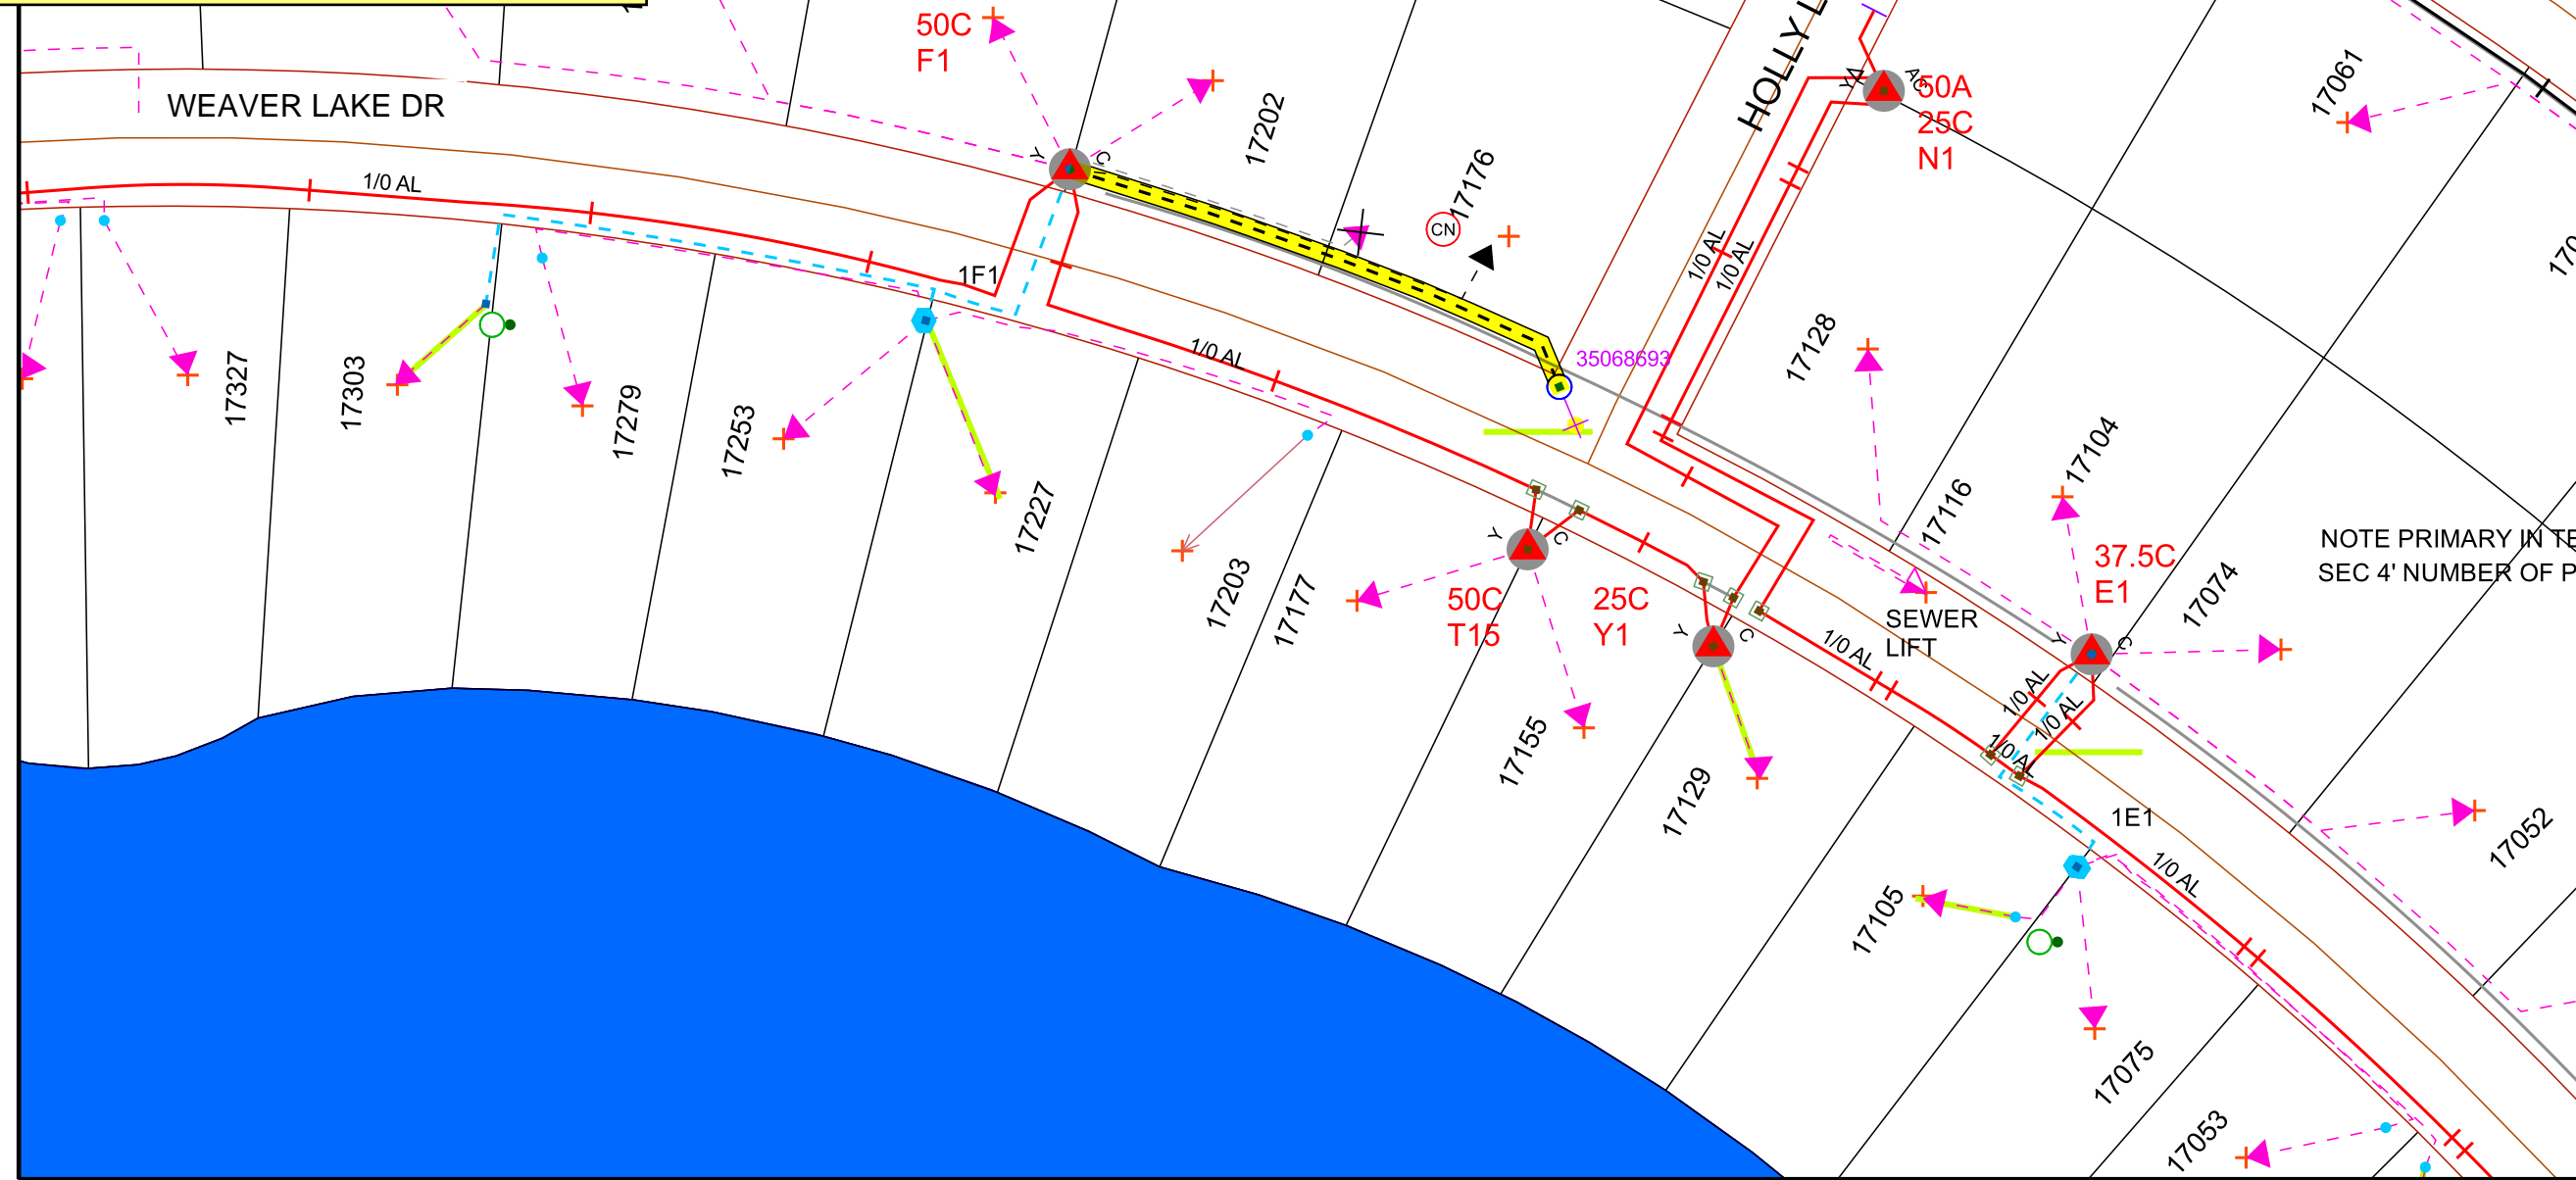 WEAVER LAKE DR
50C
F1
Y
C
17202
17176
CN
HOLLY L
Y
AC
50A
25C
N1
17061
1/0 AL
1F1
1/0 AL
1/0 AL
1/0 AL
35068693
17128
17104
17116
NOTE PRIMARY IN TE
SEC 4' NUMBER OF P
37.5C
E1
17074
Y
C
SEWER
LIFT
17327
17303
17279
17253
17227
17203
17177
Y
C
50C
T15
25C
Y1
Y
C
1/0 AL
1/0 AL
1/0 AL
1/0 AL
1E1
1/0 AL
17155
17129
17105
17075
17053
17052